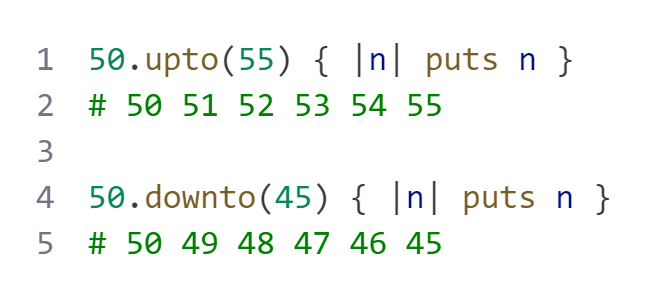 1 50.upto(55) { |n| puts n }
2 # 50 51 52 53 54 55
3
4 50.downto(45) { |n| puts n }
5 # 50 49 48 47 46 45